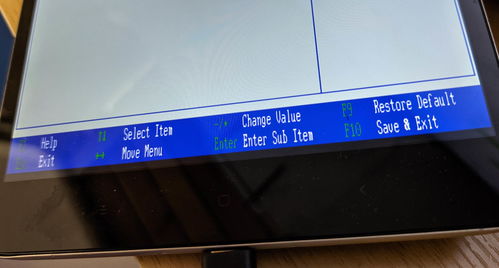 Help ↑↓ Select Item -/+ Change Value F9 Restore Default
Exit ↔ Move Menu Enter Enter Sub Item F10 Save & Exit